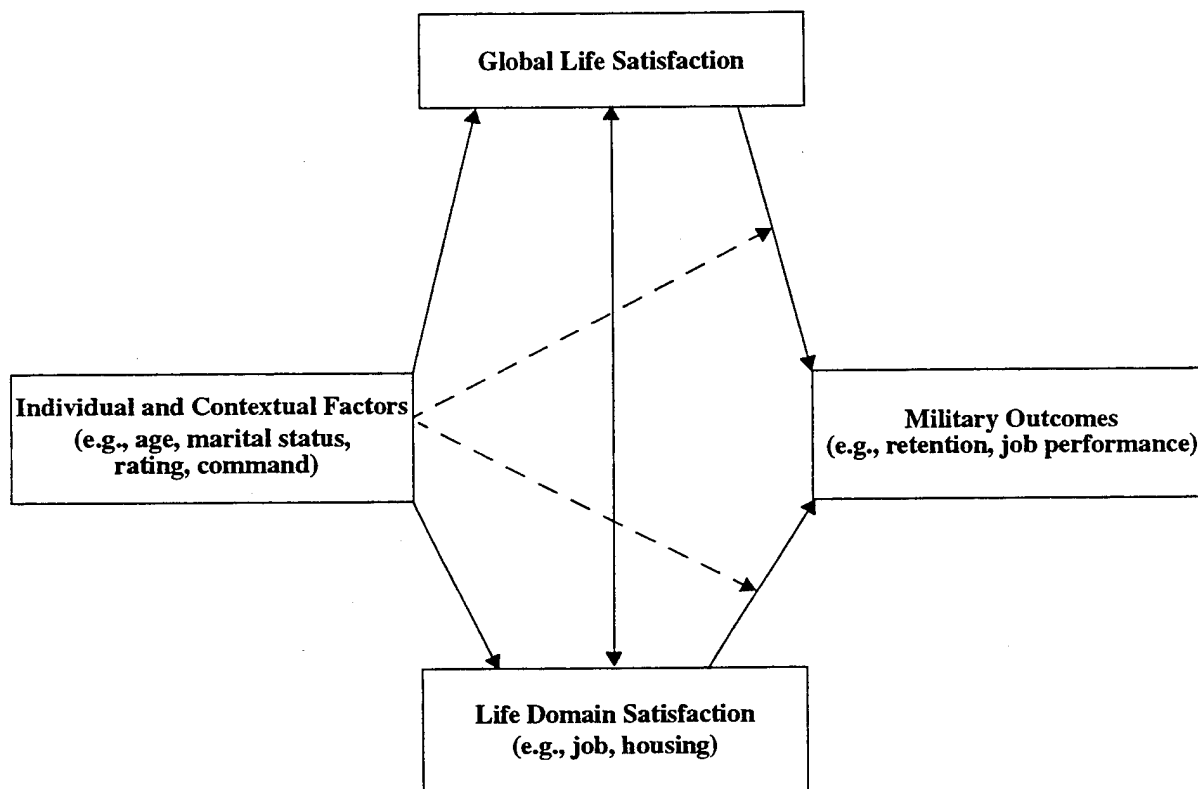 Global Life Satisfaction
Individual and Contextual Factors
(e.g., age, marital status,
rating, command)
Military Outcomes
(e.g., retention, job performance)
Life Domain Satisfaction
(e.g., job, housing)